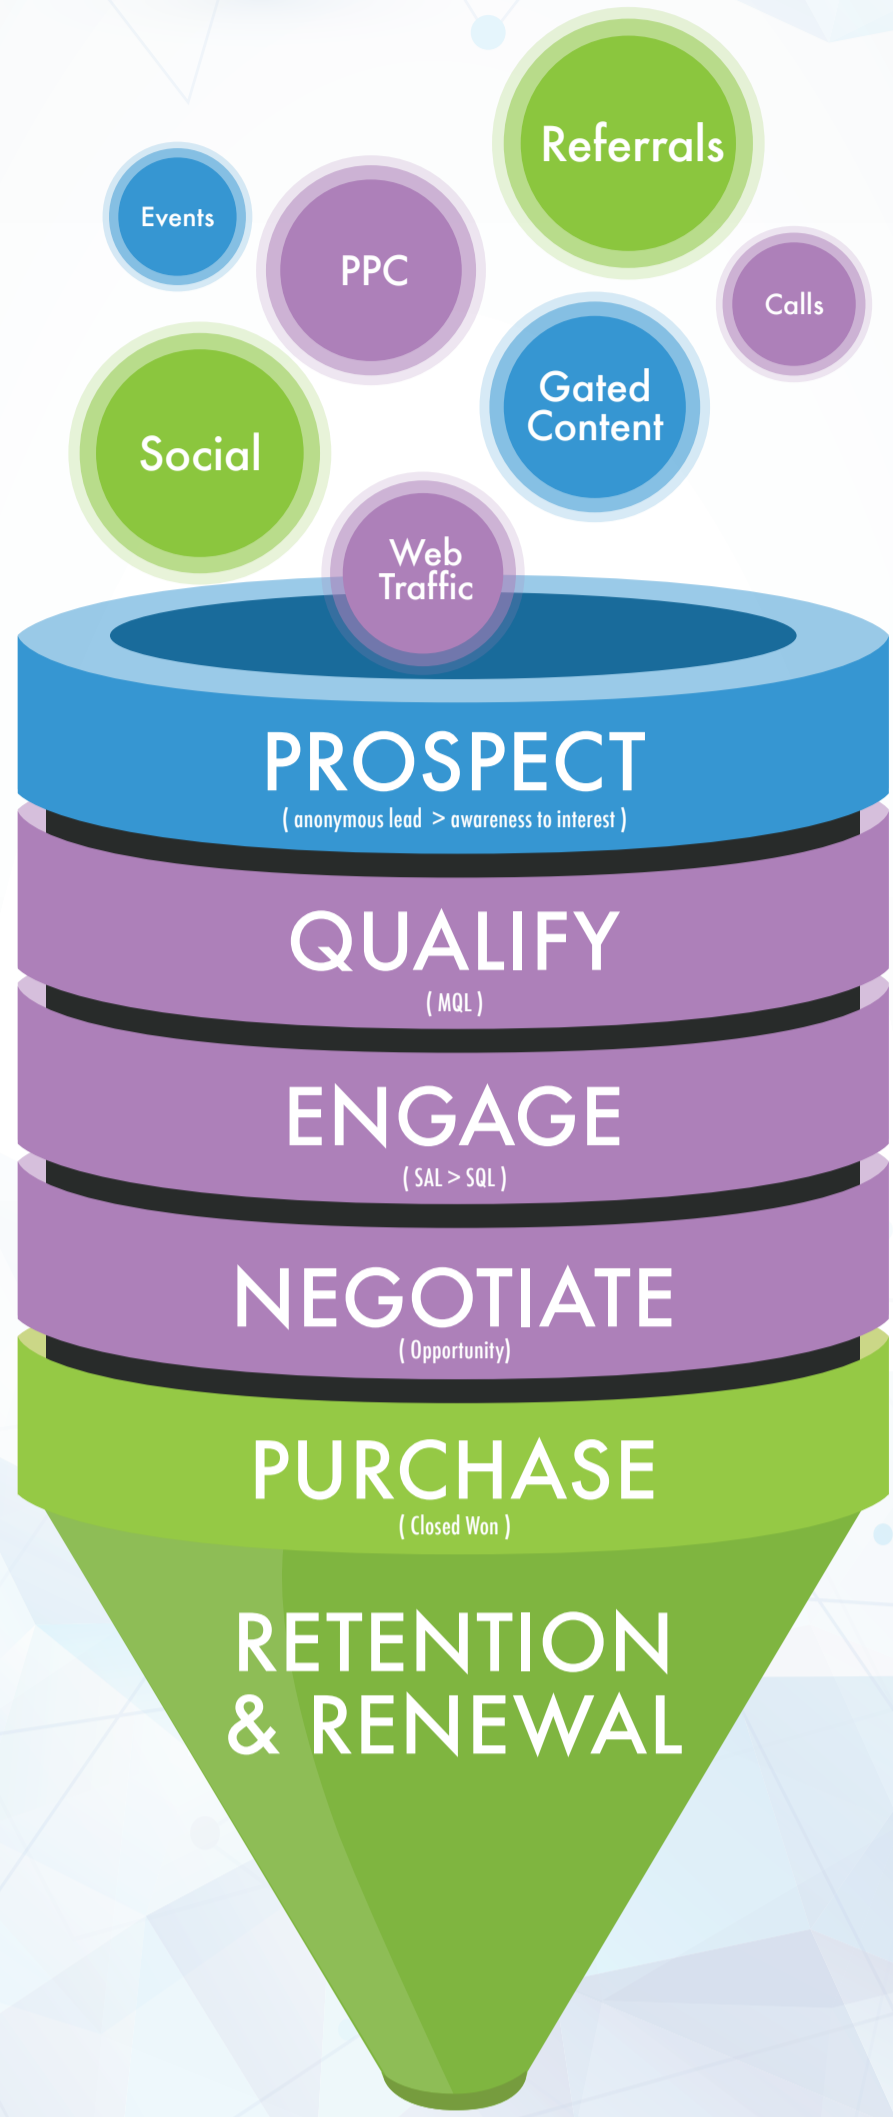 Referrals
Events
PPC
Calls
Gated
Content
Social
Web
Traffic
PROSPECT
( anonymous lead > awareness to interest )
QUALIFY
( MQL )
ENGAGE
( SAL > SQL )
NEGOTIATE
( Opportunity)
PURCHASE
( Closed Won )
RETENTION
& RENEWAL